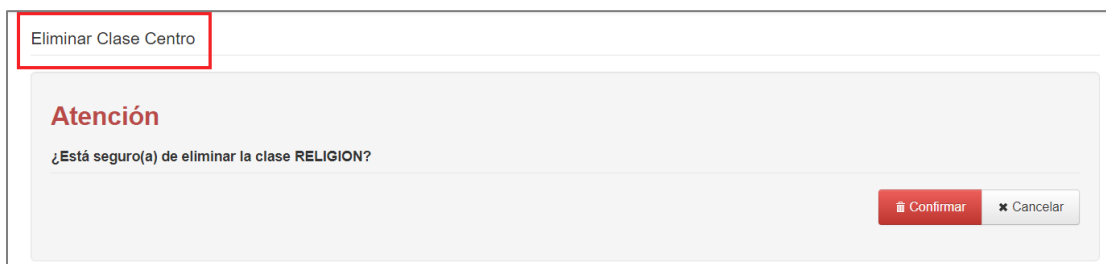 Eliminar Clase Centro
Atención
¿Está seguro(a) de eliminar la clase RELIGION?
Confirmar
Cancelar